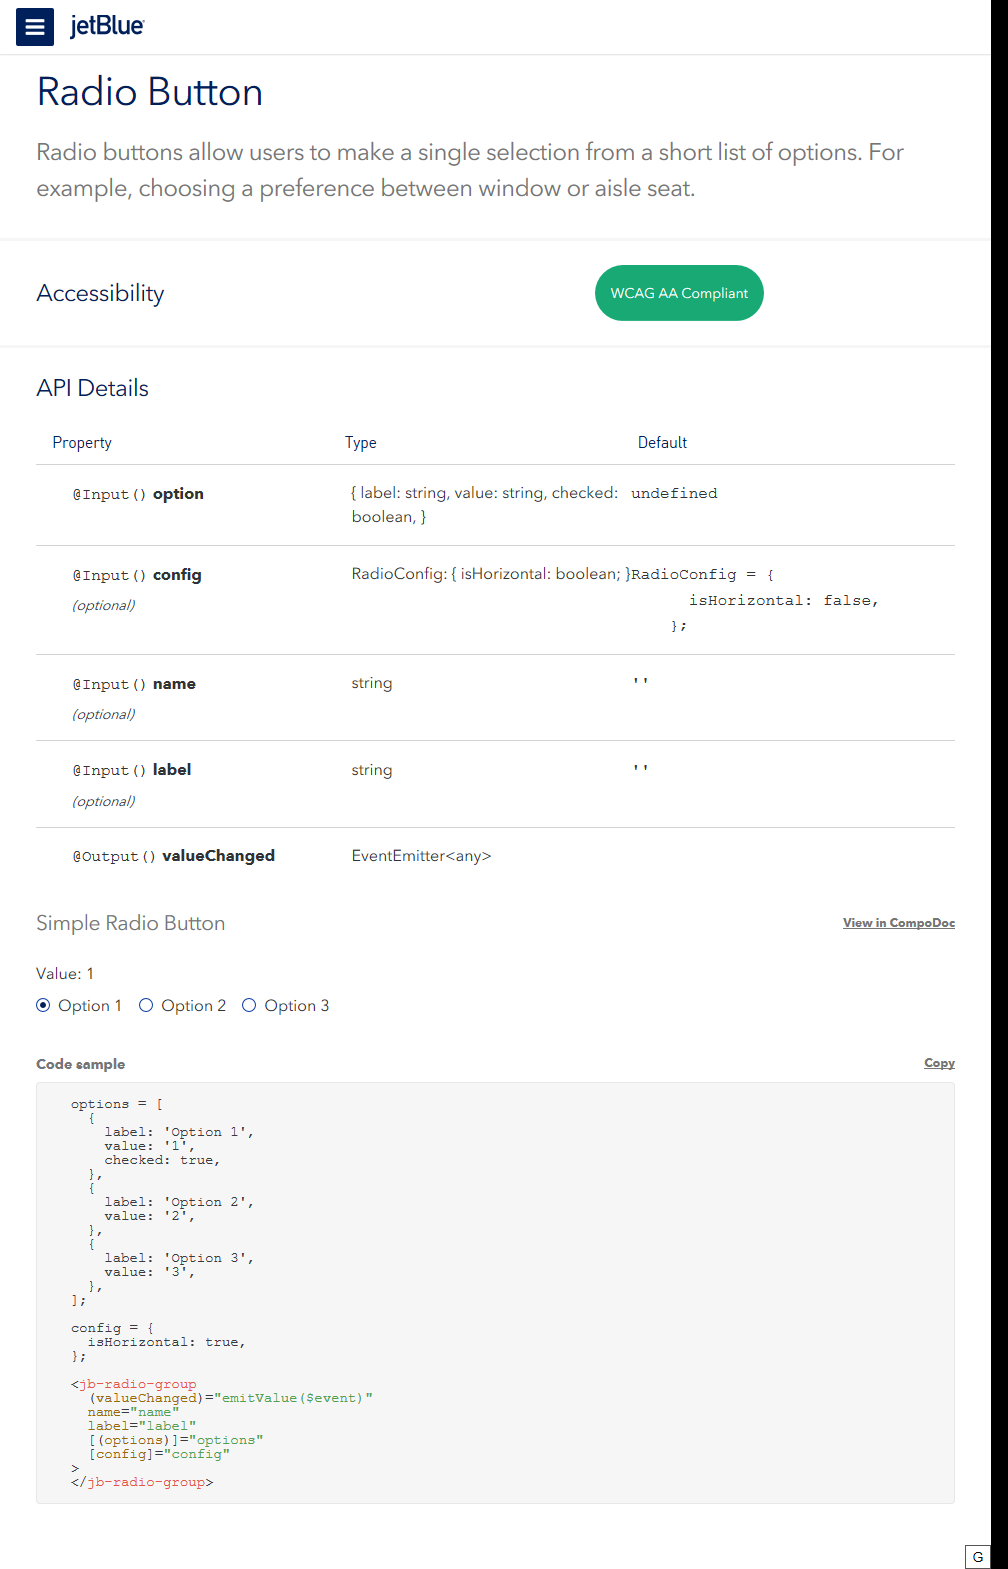 jetBlue
Radio Button
Radio buttons allow users to make a single selection from a short list of options. For
example, choosing a preference between window or aisle seat.
Accessibility
WCAG AA Compliant
API Details
Property Type Default
@Input() option { label: string, value: string, checked: undefined
boolean, }
@Input() config RadioConfig: { isHorizontal: boolean; }RadioConfig = {
(optional) isHorizontal: false,
};
@Input() name string ''
(optional)
@Input() label string ''
(optional)
@Output() valueChanged EventEmitter<any>
Simple Radio Button View in CompoDoc
Value: 1
Option 1 Option 2 Option 3
Code sample Copy
options = [
{
label: 'Option 1',
value: '1',
checked: true,
},
{
label: 'Option 2',
value: '2',
},
{
label: 'Option 3',
value: '3',
},
];
config = {
isHorizontal: true,
};
<jb-radio-group
(valueChanged)="emitValue($event)"
name="name"
label="label"
[(options)]="options"
[config]="config"
>
</jb-radio-group>
G